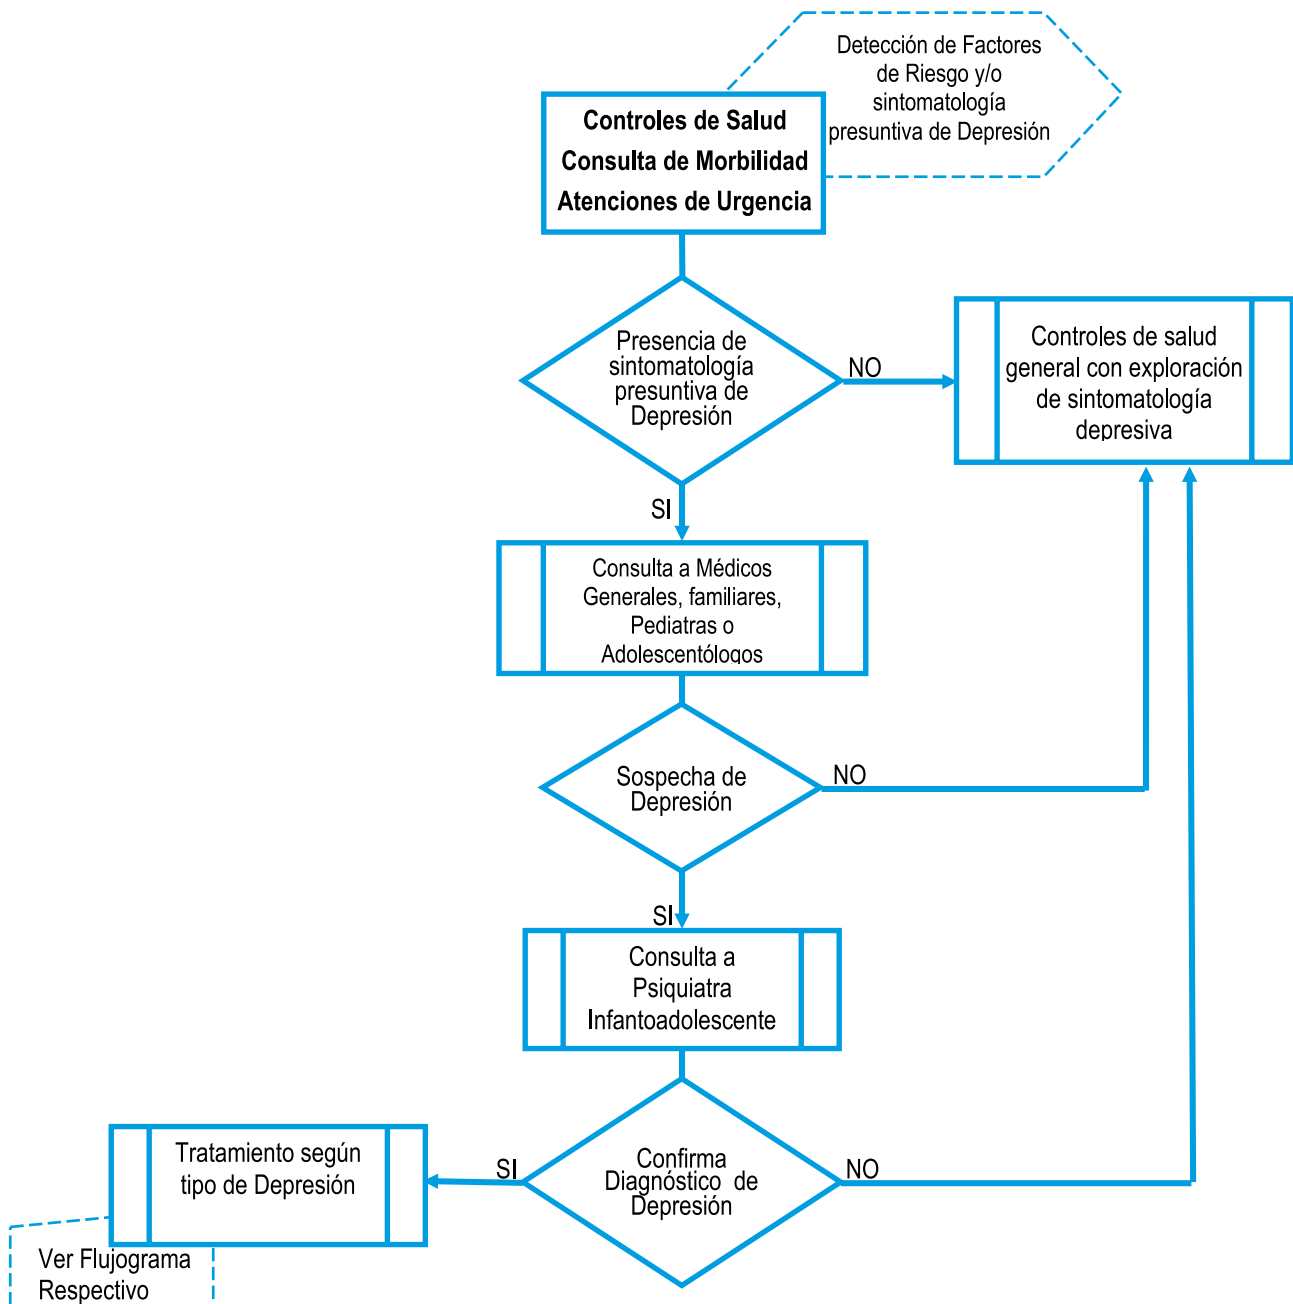 Detección de Factores
de Riesgo y/o
sintomatología
presuntiva de Depresión
Controles de Salud
Consulta de Morbilidad
Atenciones de Urgencia
Presencia de
sintomatología
presuntiva de
Depresión
NO
Controles de salud
general con exploración
de sintomatología
depresiva
SI
Consulta a Médicos
Generales, familiares,
Pediatras o
Adolescentólogos
Sospecha de
Depresión
NO
SI
Consulta a
Psiquiatra
Infantoadolescente
Confirma
Diagnóstico de
Depresión
NO
SI
Tratamiento según
tipo de Depresión
Ver Flujograma
Respectivo